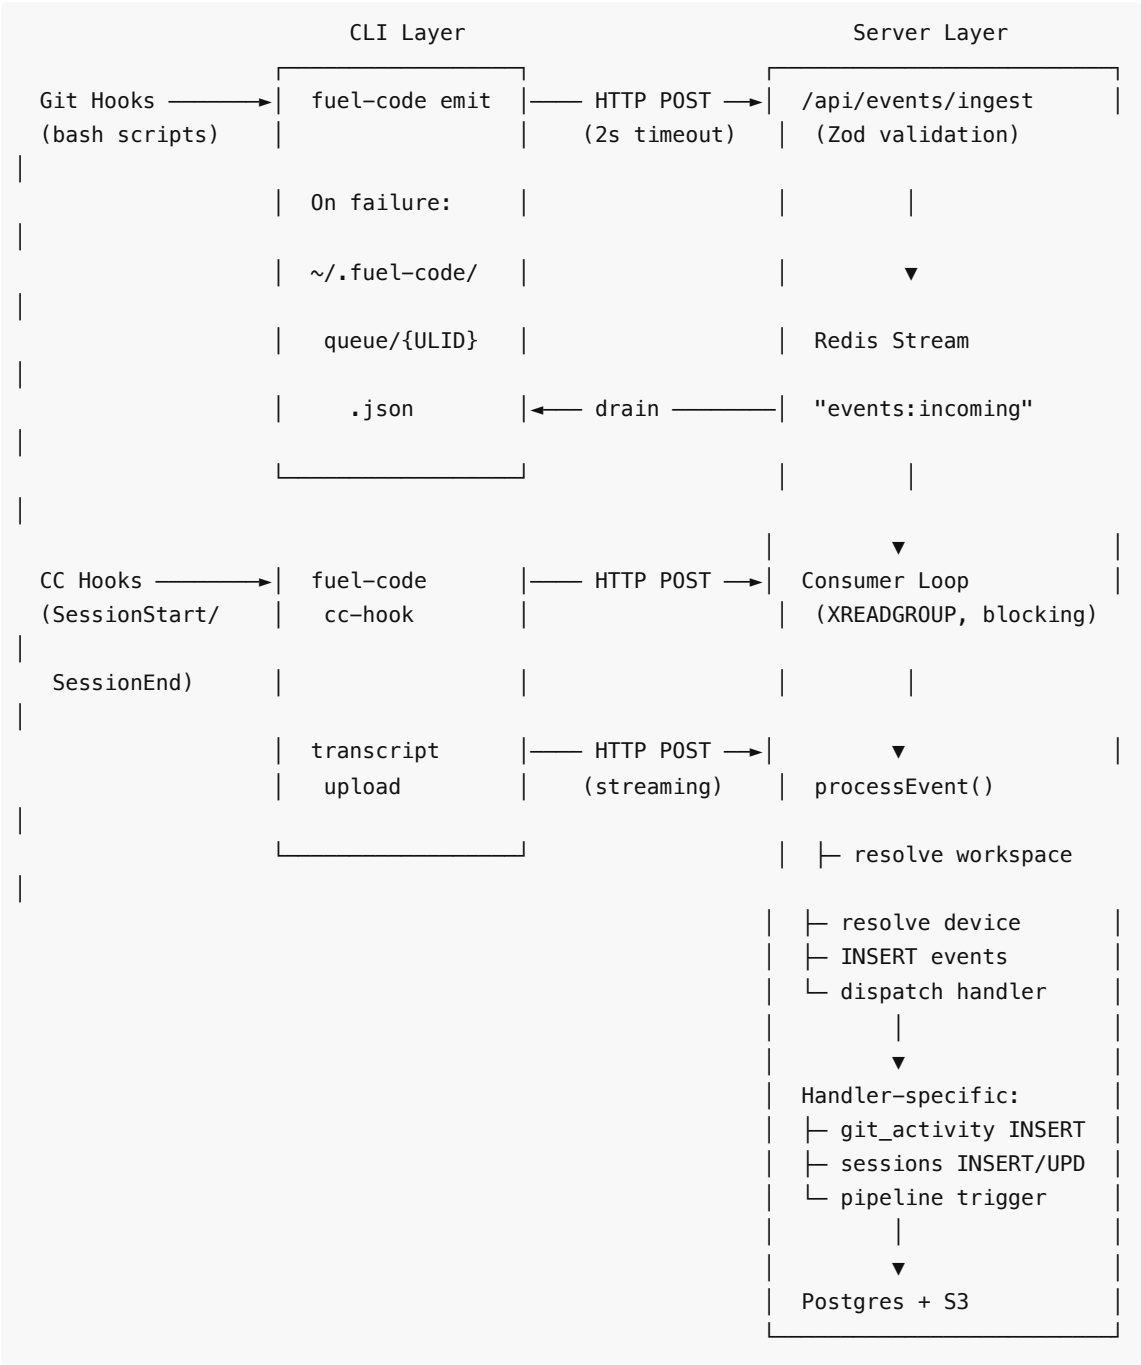 CLI Layer                              Server Layer
Git Hooks ───────►│  fuel-code emit  │──── HTTP POST ──►│  /api/events/ingest      │
(bash scripts)    │                  │    (2s timeout)   │  (Zod validation)
│
│  On failure:     │                   │         │
│
│  ~/.fuel-code/   │                   │         ▼
│
│   queue/{ULID}   │                   │  Redis Stream
│
│     .json        │◄─── drain ────────│  "events:incoming"
│
└──────────────────┘                   │         │
│
│         ▼                │
CC Hooks ────────►│  fuel-code       │──── HTTP POST ──►│  Consumer Loop           │
(SessionStart/    │   cc-hook        │                   │  (XREADGROUP, blocking)
│
SessionEnd)      │                  │                   │         │
│
│  transcript      │──── HTTP POST ──►│         ▼                │
│   upload         │    (streaming)    │  processEvent()
│
└──────────────────┘                   │  ├─ resolve workspace
│
│  ├─ resolve device       │
│  ├─ INSERT events        │
│  └─ dispatch handler     │
│         │                │
│         ▼                │
│  Handler-specific:       │
│  ├─ git_activity INSERT  │
│  ├─ sessions INSERT/UPD  │
│  └─ pipeline trigger     │
│         │                │
│         ▼                │
│  Postgres + S3           │
└──────────────────────────┘